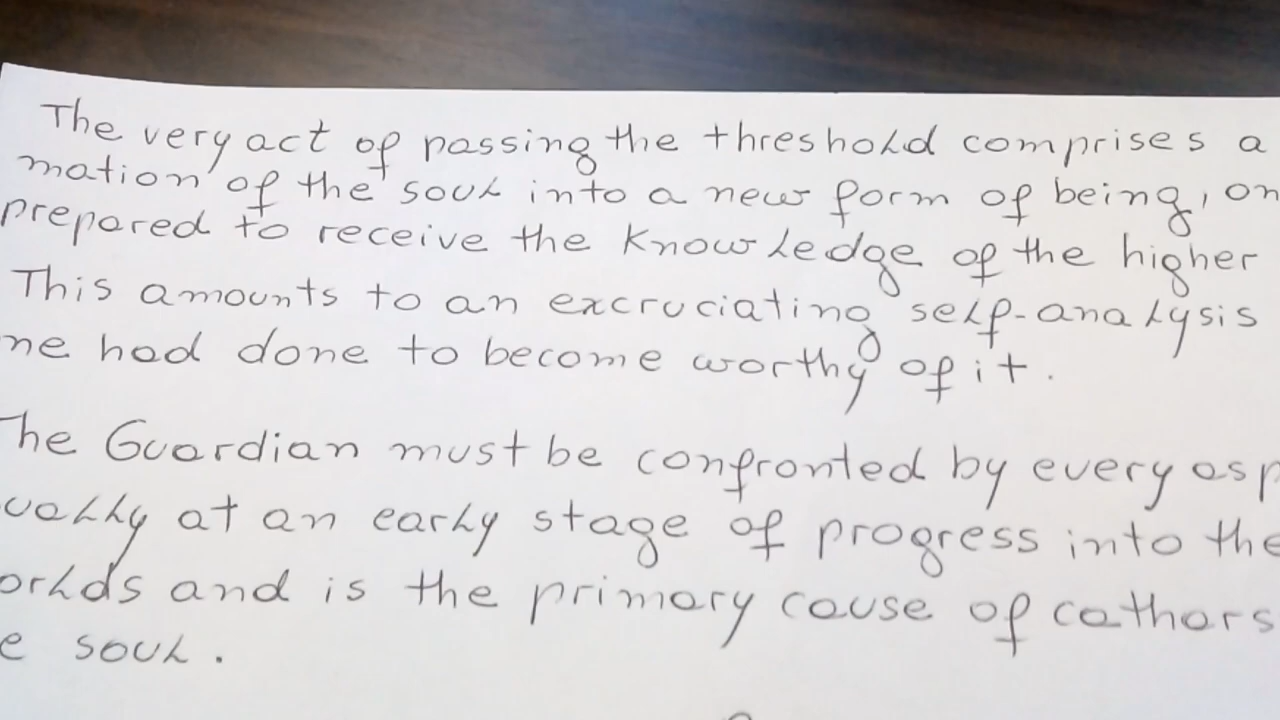 The very act of passing the threshold comprises a
mation of the soul into a new form of being, on
prepared to receive the knowledge of the higher
This amounts to an excruciating self-analysis
ne had done to become worthy of it.
The Guardian must be confronted by every asp
ually at an early stage of progress into the
orlds and is the primary cause of cathars
e soul.